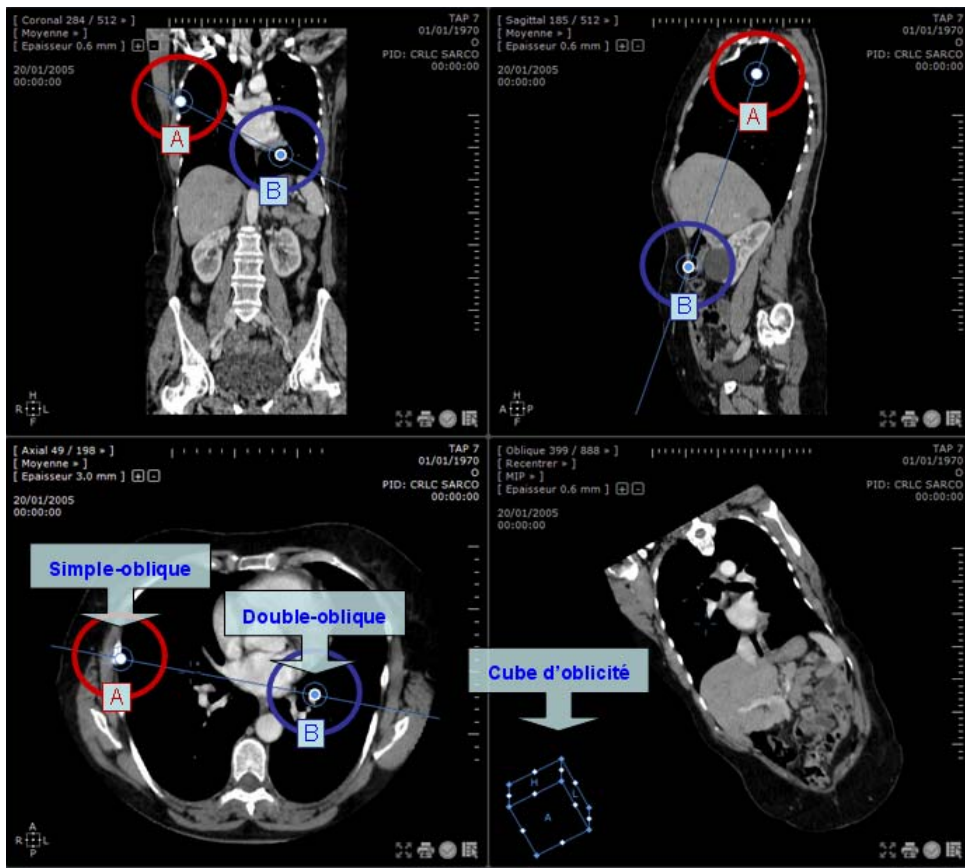 [ Coronal 284 / 512 » ]
[ Moyenne » ]
[ Epaisseur 0.6 mm ] + -
20/01/2005
00:00:00
TAP 7
01/01/1970
O
PID: CRLC SARCO
00:00:00
A
B
H
R L
F
[ Sagittal 185 / 512 » ]
[ Moyenne » ]
[ Epaisseur 0.6 mm ] + -
20/01/2005
00:00:00
TAP 7
01/01/1970
O
PID: CRLC SARCO
00:00:00
A
B
H
A P
F
[ Axial 49 / 198 » ]
[ Moyenne » ]
[ Epaisseur 3.0 mm ] + -
20/01/2005
00:00:00
TAP 7
01/01/1970
O
PID: CRLC SARCO
00:00:00
Simple-oblique
Double-oblique
A
B
A
R L
P
[ Oblique 399 / 888 » ]
[ Recentrer » ]
[ MIP » ]
[ Epaisseur 0.6 mm ] + -
20/01/2005
00:00:00
TAP 7
01/01/1970
O
PID: CRLC SARCO
00:00:00
Cube d'oblicité
H
L
A